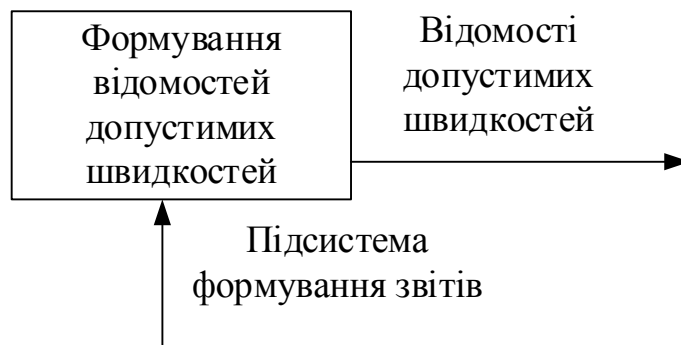 Формування
відомостей
допустимих
швидкостей
Відомості
допустимих
швидкостей
Підсистема
формування звітів